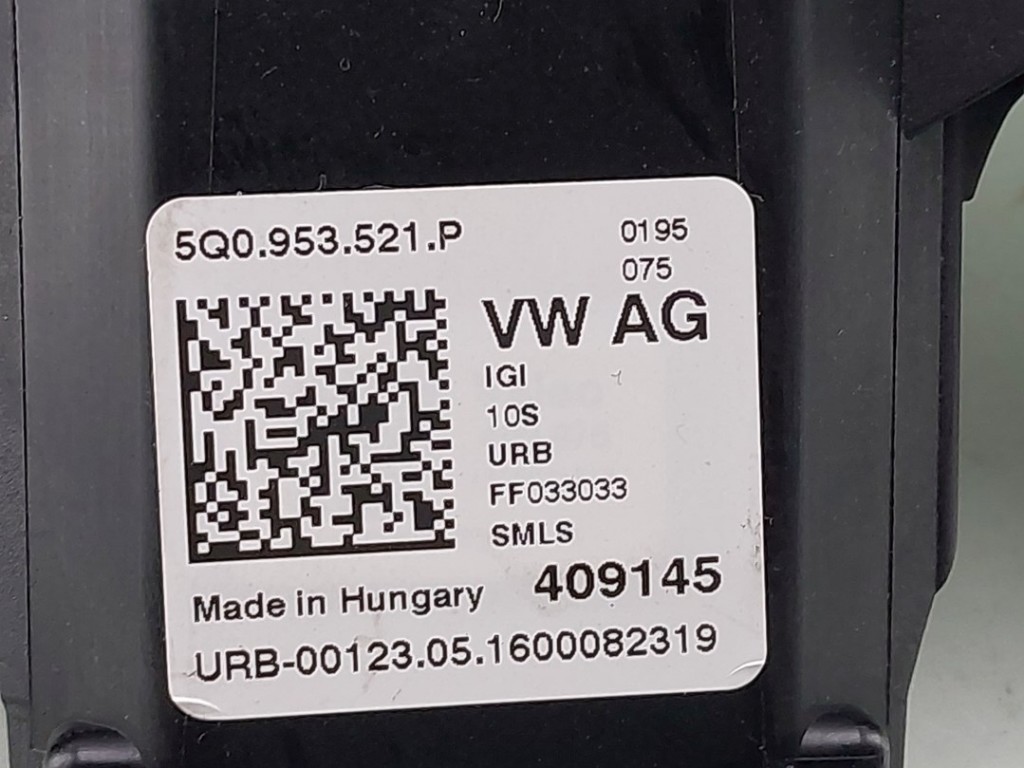 5Q0.953.521.P
0195
075
VW AG
IGI
10S
URB
FF033033
SMLS
409145
Made in Hungary
URB-00123.05.1600082319